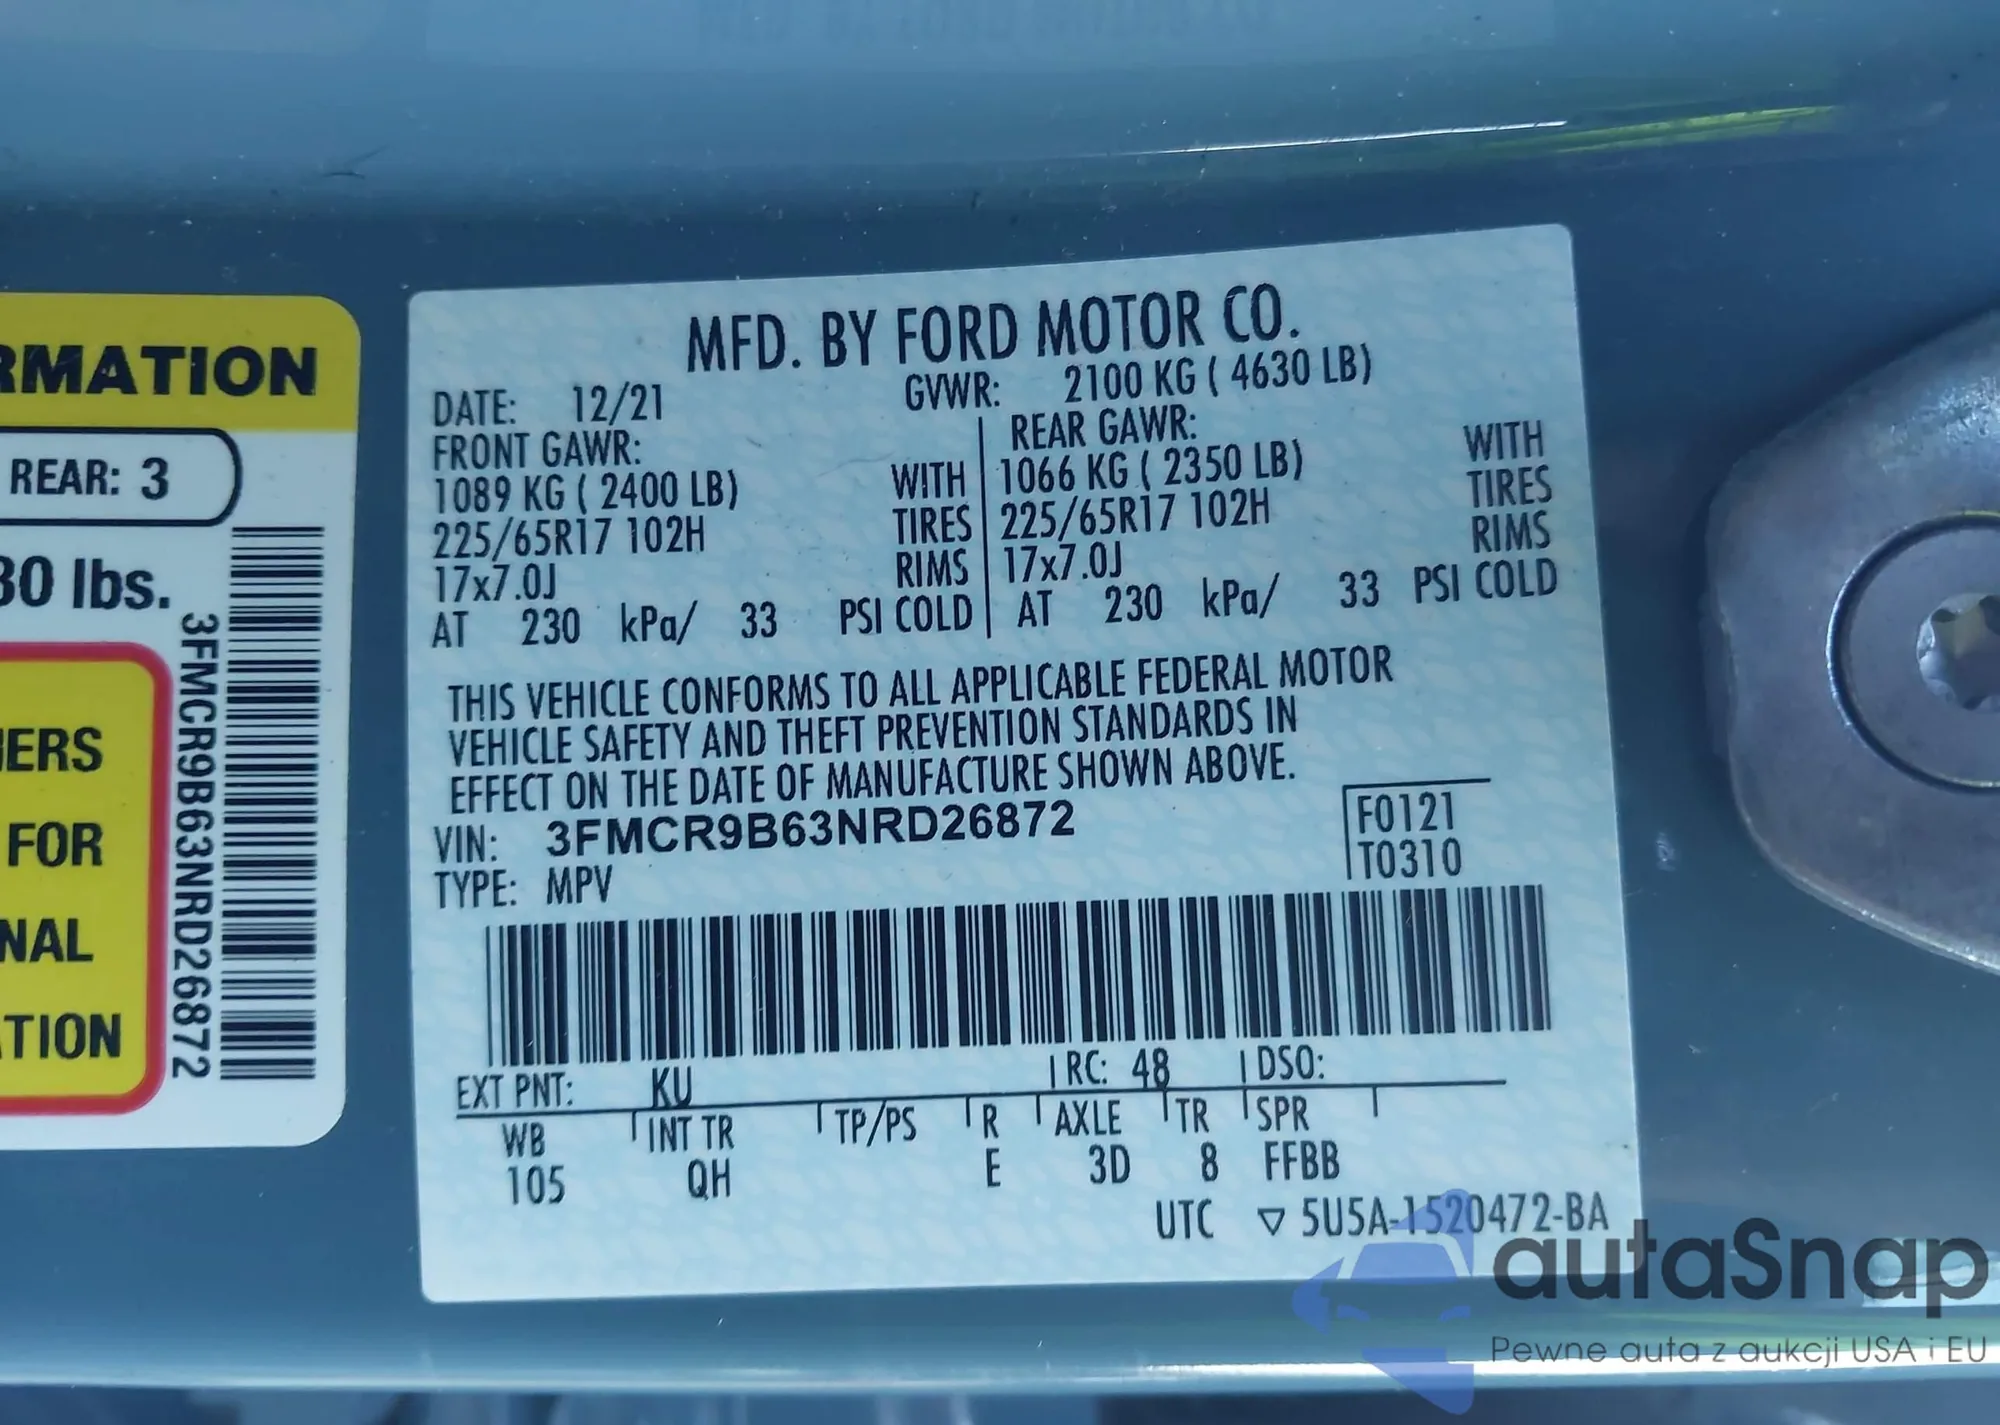 RMATION
REAR: 3
30 lbs.
3FMCR9B63NRD26872
ERS
FOR
NAL
TION
MFD. BY FORD MOTOR CO.
DATE: 12/21 GVWR: 2100 KG ( 4630 LB)
FRONT GAWR: REAR GAWR:
1089 KG ( 2400 LB) WITH 1066 KG ( 2350 LB) WITH
225/65R17 102H TIRES 225/65R17 102H TIRES
17x7.0J RIMS 17x7.0J RIMS
AT 230 kPa/ 33 PSI COLD AT 230 kPa/ 33 PSI COLD
THIS VEHICLE CONFORMS TO ALL APPLICABLE FEDERAL MOTOR
VEHICLE SAFETY AND THEFT PREVENTION STANDARDS IN
EFFECT ON THE DATE OF MANUFACTURE SHOWN ABOVE.
VIN: 3FMCR9B63NRD26872 F0121
TYPE: MPV T0310
EXT PNT: KU RC: 48 DSO:
WB INT TR TP/PS R AXLE TR SPR
105 QH E 3D 8 FFBB
UTC ▽ 5U5A-1520472-BA
autaSnap
Pewne auta z aukcji USA i EU